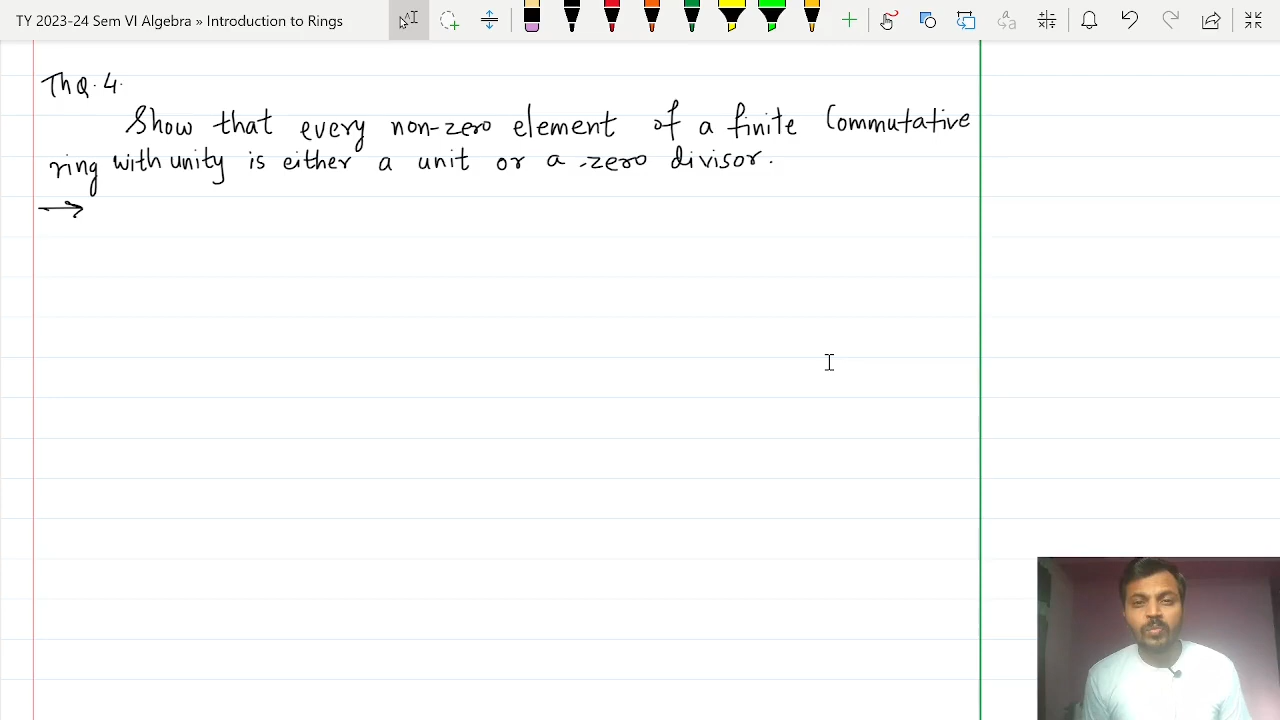 TY 2023-24 Sem VI Algebra » Introduction to Rings
Th Q. 4.
Show that every non-zero element of a finite Commutative
ring with unity is either a unit or a zero divisor.
→